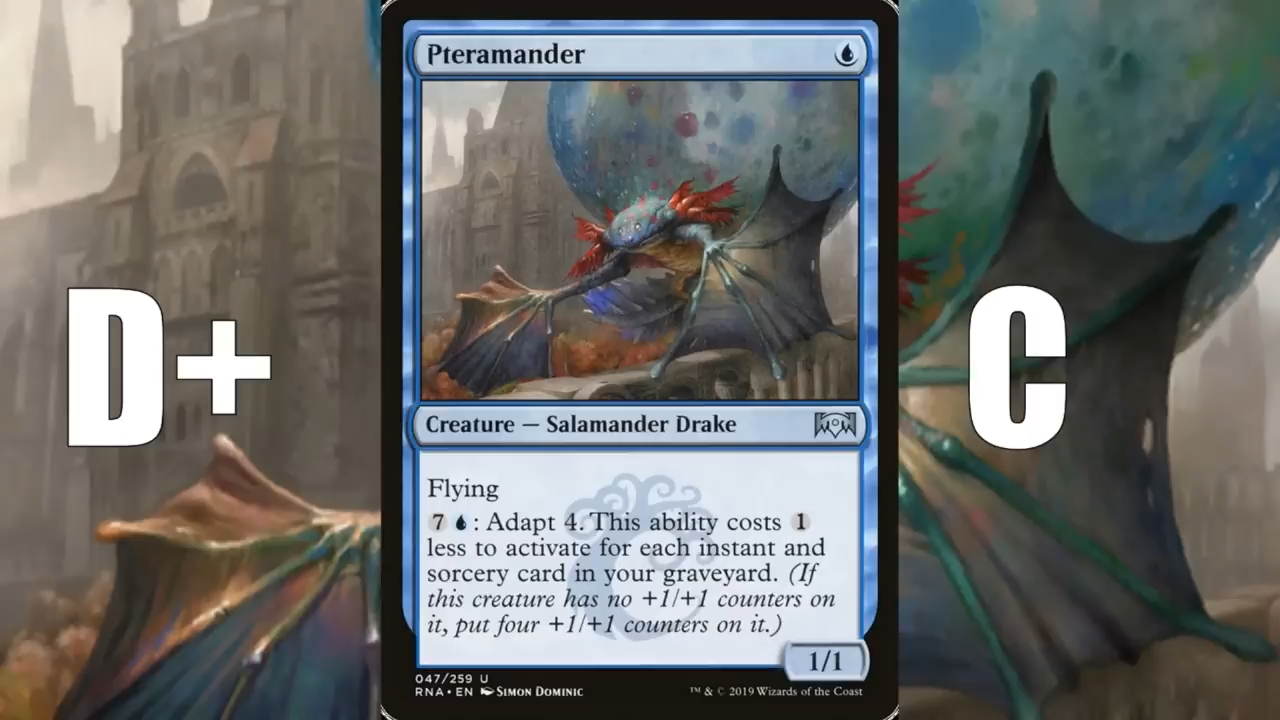 Pteramander
D+
C
Creature — Salamander Drake
Flying
7 : Adapt 4. This ability costs 1
less to activate for each instant and
sorcery card in your graveyard. (If
this creature has no +1/+1 counters on
it, put four +1/+1 counters on it.)
1/1
047/259 U
RNA • EN SIMON DOMINIC
™ & © 2019 Wizards of the Coast